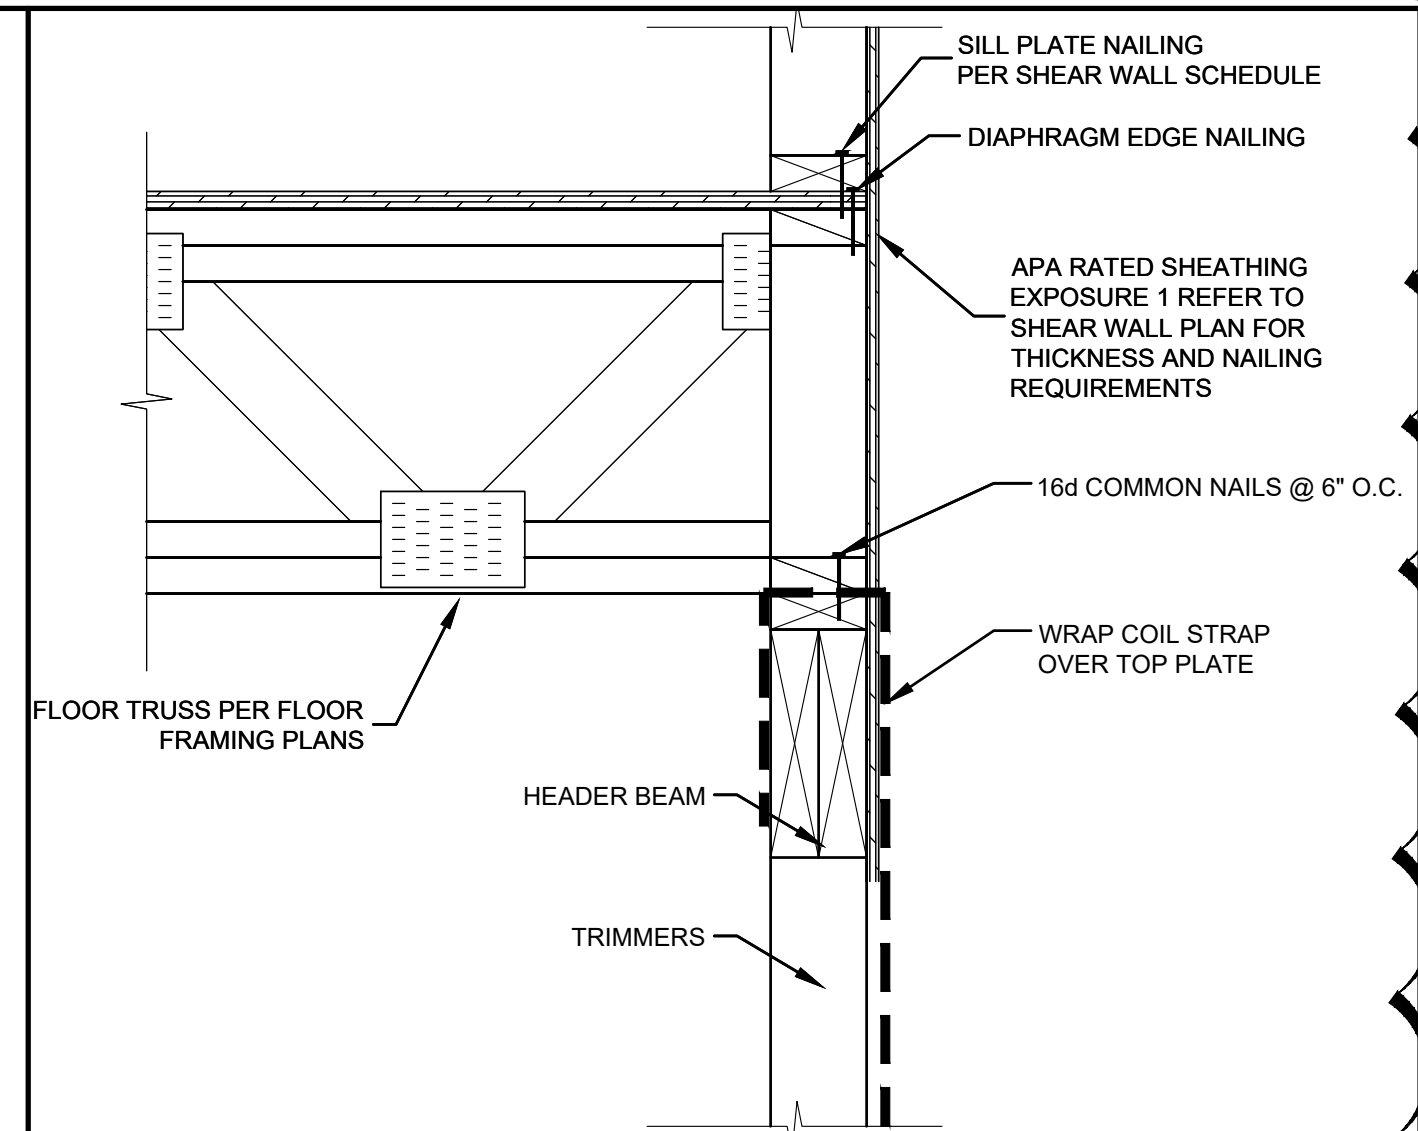 SILL PLATE NAILING
PER SHEAR WALL SCHEDULE
DIAPHRAGM EDGE NAILING
APA RATED SHEATHING
EXPOSURE 1 REFER TO
SHEAR WALL PLAN FOR
THICKNESS AND NAILING
REQUIREMENTS
16d COMMON NAILS @ 6" O.C.
WRAP COIL STRAP
OVER TOP PLATE
FLOOR TRUSS PER FLOOR
FRAMING PLANS
HEADER BEAM
TRIMMERS